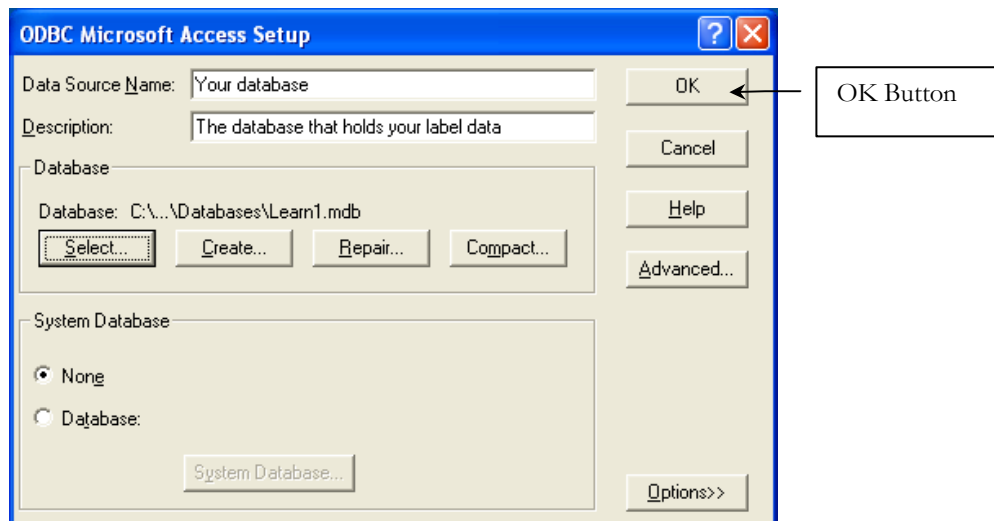 ODBC Microsoft Access Setup
Data Source Name: Your database
OK
OK Button
Description: The database that holds your label data
Cancel
Database
Database: C:\...\Databases\Learn1.mdb
Help
Select... Create... Repair... Compact...
Advanced...
System Database
None
Database:
System Database...
Options>>